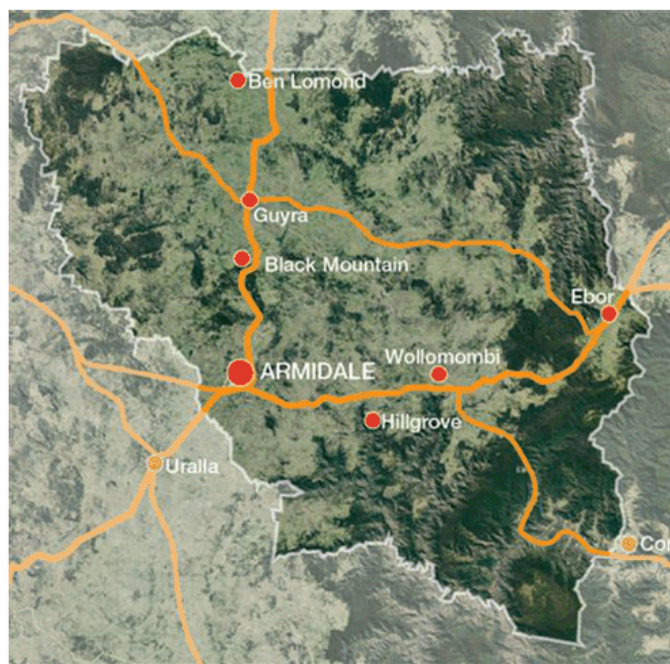 Ben Lomond
Guyra
Black Mountain
Ebor
Wollomombi
ARMIDALE
Hillgrove
Uralla